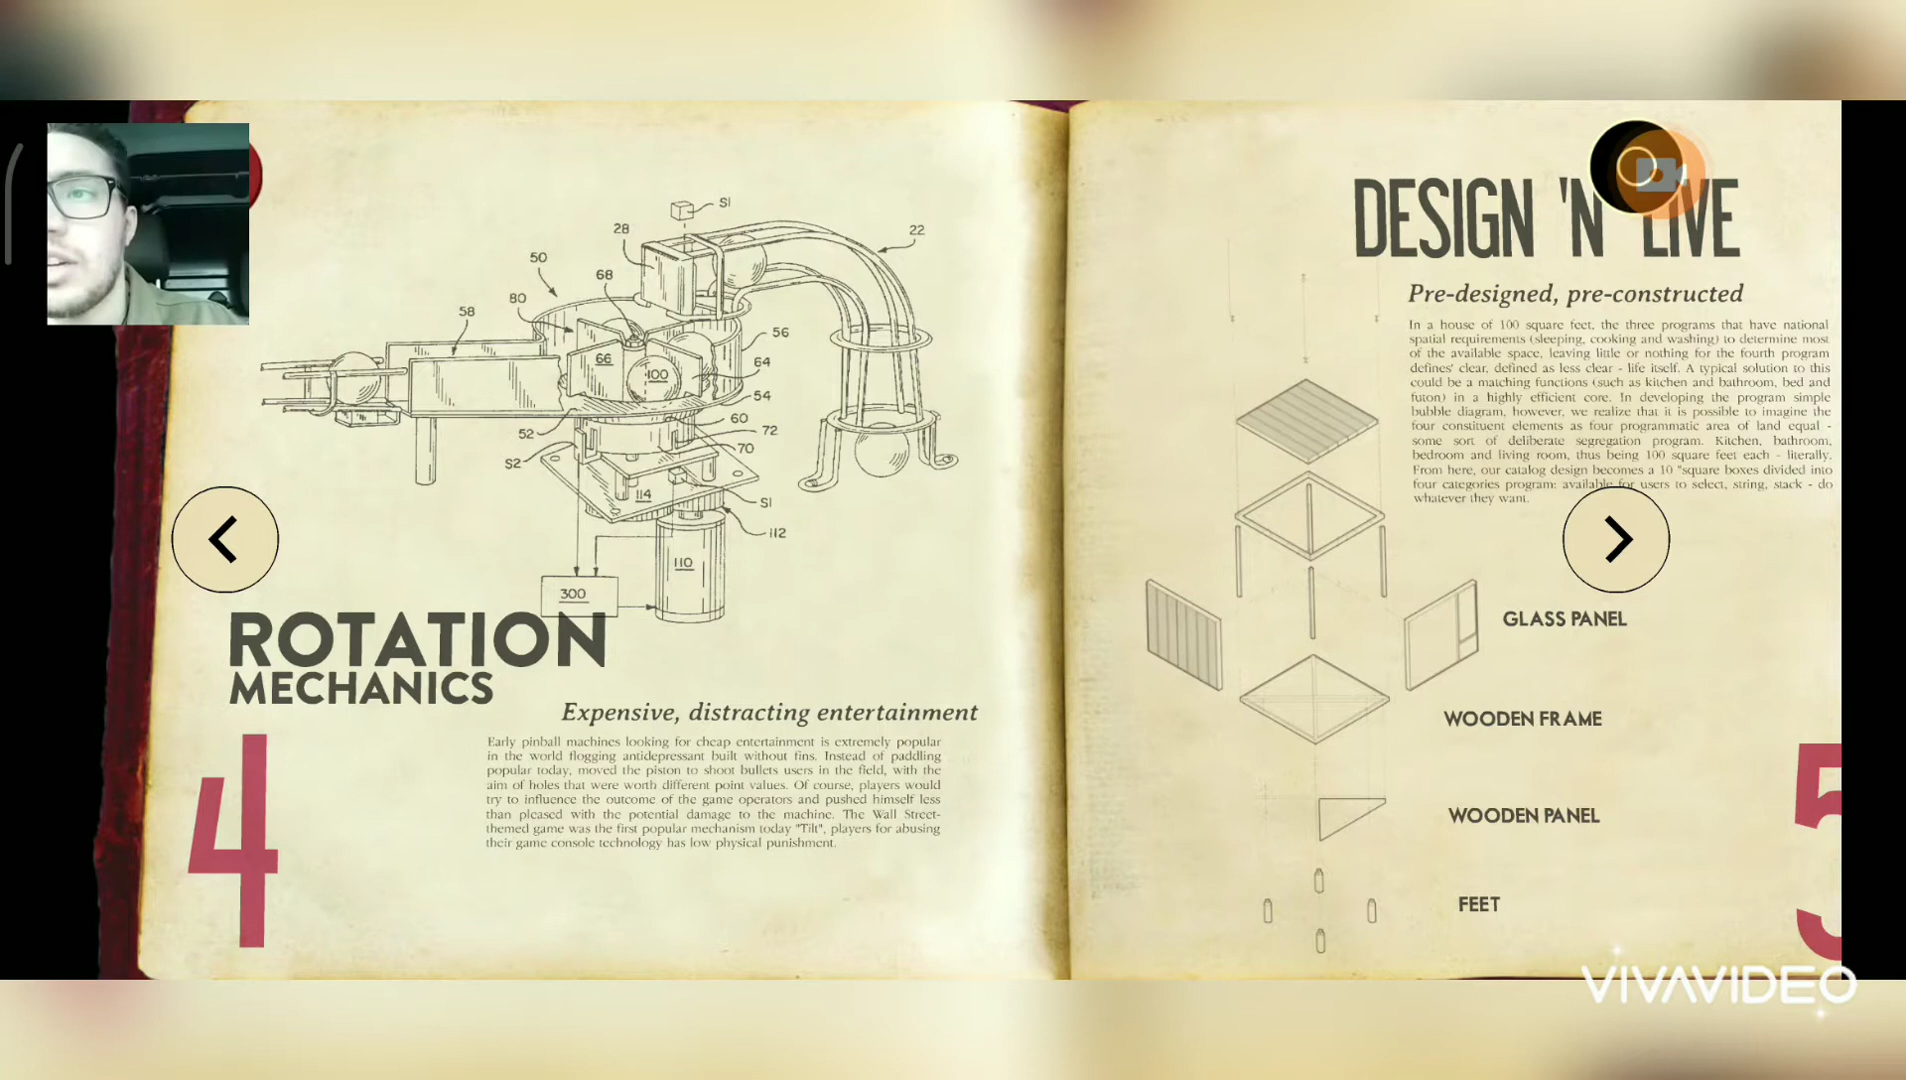 S1
28
22
50
68
80
58
56
66
64
100
54
60
52
72
70
S2
114
S1
112
110
300
ROTATION
MECHANICS
Expensive, distracting entertainment
Early pinball machines looking for cheap entertainment is extremely popular
in the world flogging antidepressant built without fins. Instead of paddling
popular today, moved the piston to shoot bullets users in the field, with the
aim of holes that were worth different point values. Of course, players would
try to influence the outcome of the game operators and pushed himself less
than pleased with the potential damage to the machine. The Wall Street-
themed game was the first popular mechanism today "Tilt", players for abusing
their game console technology has low physical punishment.
4
DESIGN 'N LIVE
Pre-designed, pre-constructed
In a house of 100 square feet, the three programs that have national
spatial requirements (sleeping, cooking and washing) to determine most
of the available space, leaving little or nothing for the fourth program
defines' clear, defined as less clear - life itself. A typical solution to this
could be a matching functions (such as kitchen and bathroom, bed and
futon) in a highly efficient core. In developing the program simple
bubble diagram, however, we realize that it is possible to imagine the
four constituent elements as four programmatic area of land equal -
some sort of deliberate segregation program. Kitchen, bathroom,
bedroom and living room, thus being 100 square feet each - literally.
From here, our catalog design becomes a 10 "square boxes divided into
four categories program: available for users to select, string, stack - do
whatever they want.
GLASS PANEL
WOODEN FRAME
WOODEN PANEL
FEET
5
VIVAVIDEO